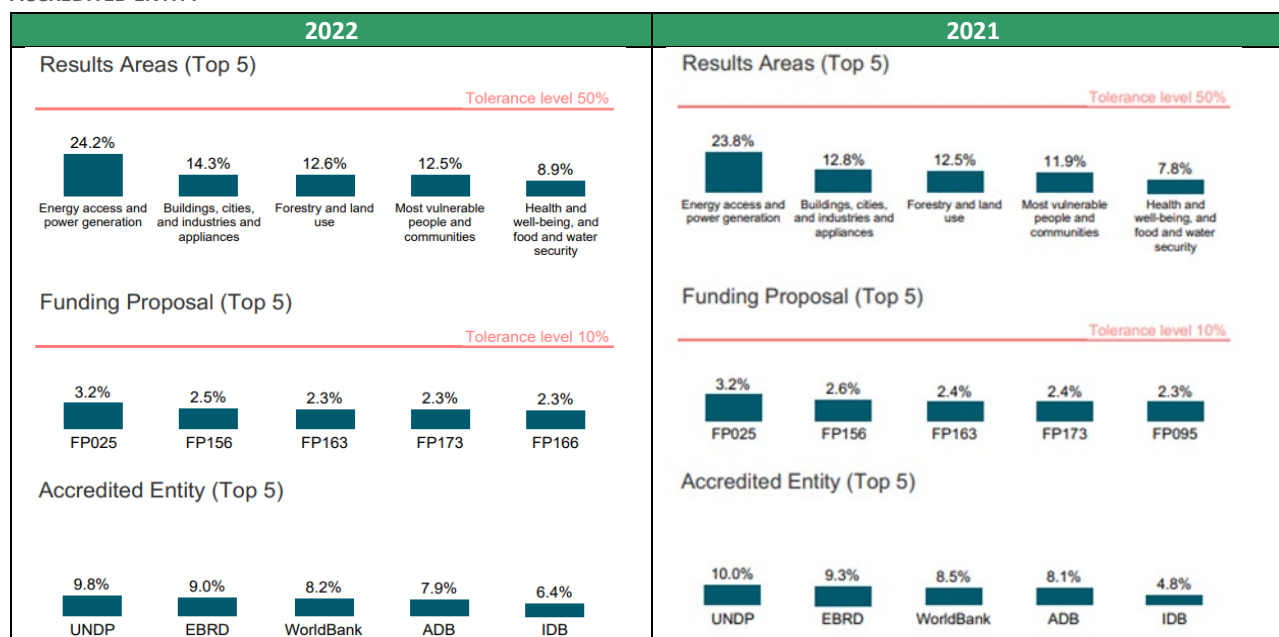 2022
2021
Results Areas (Top 5)
Tolerance level 50%
24.2%
14.3%
12.6%
12.5%
8.9%
Energy access and
power generation
Buildings, cities,
and industries and
appliances
Forestry and land
use
Most vulnerable
people and
communities
Health and
well-being, and
food and water
security
Funding Proposal (Top 5)
Tolerance level 10%
3.2%
2.5%
2.3%
2.3%
2.3%
FP025
FP156
FP163
FP173
FP166
Accredited Entity (Top 5)
9.8%
9.0%
8.2%
7.9%
6.4%
UNDP
EBRD
WorldBank
ADB
IDB
Results Areas (Top 5)
Tolerance level 50%
23.8%
12.8%
12.5%
11.9%
7.8%
Energy access and
power generation
Buildings, cities,
and industries and
appliances
Forestry and land
use
Most vulnerable
people and
communities
Health and
well-being, and
food and water
security
Funding Proposal (Top 5)
Tolerance level 10%
3.2%
2.6%
2.4%
2.4%
2.3%
FP025
FP156
FP163
FP173
FP095
Accredited Entity (Top 5)
10.0%
9.3%
8.5%
8.1%
4.8%
UNDP
EBRD
WorldBank
ADB
IDB